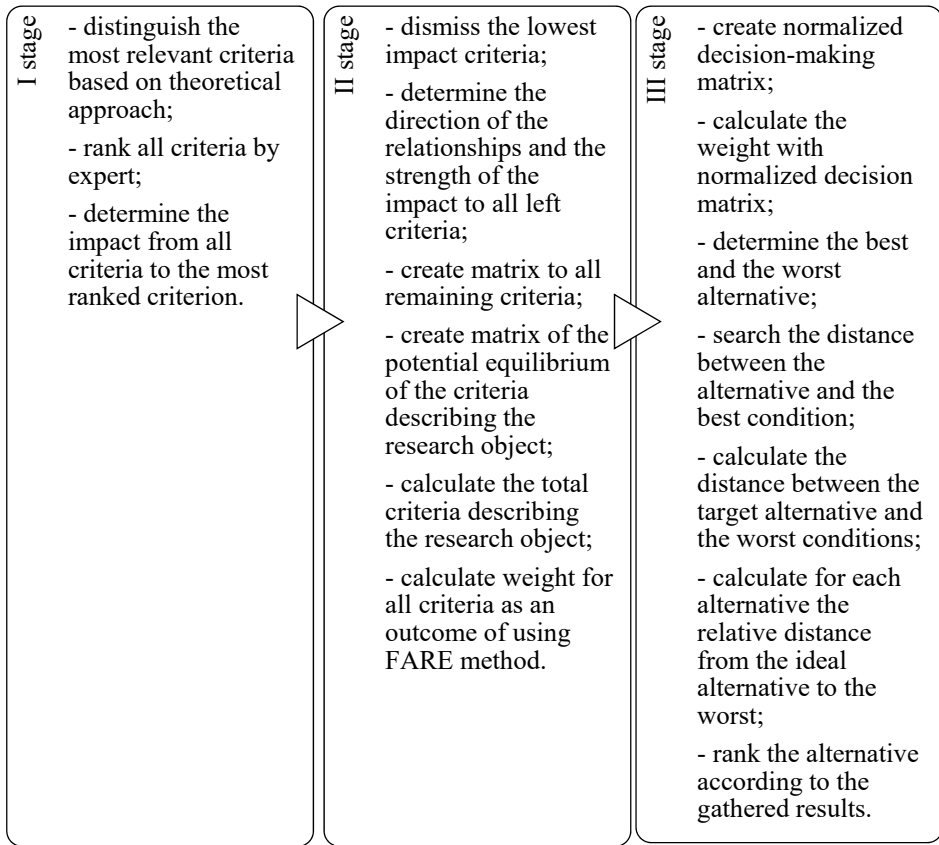 I stage
- distinguish the
most relevant criteria
based on theoretical
approach;
- rank all criteria by
expert;
- determine the
impact from all
criteria to the most
ranked criterion.
II stage
- dismiss the lowest
impact criteria;
- determine the
direction of the
relationships and the
strength of the
impact to all left
criteria;
- create matrix to all
remaining criteria;
- create matrix of the
potential equilibrium
of the criteria
describing the
research object;
- calculate the total
criteria describing
the research object;
- calculate weight for
all criteria as an
outcome of using
FARE method.
III stage
- create normalized
decision-making
matrix;
- calculate the
weight with
normalized decision
matrix;
- determine the best
and the worst
alternative;
- search the distance
between the
alternative and the
best condition;
- calculate the
distance between the
target alternative and
the worst conditions;
- calculate for each
alternative the
relative distance
from the ideal
alternative to the
worst;
- rank the alternative
according to the
gathered results.